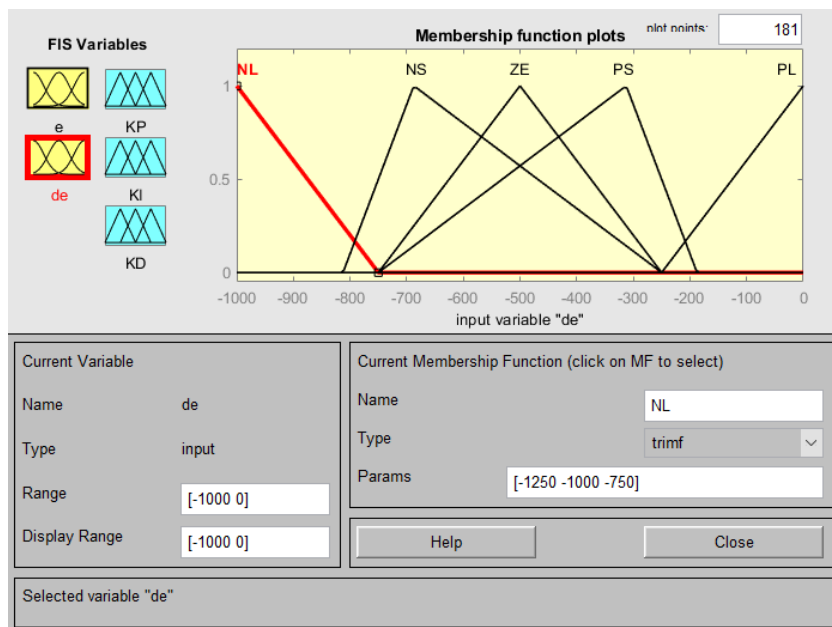 FIS Variables
Membership function plots
plot points:
181
e
KP
de
KI
KD
NL
NS
ZE
PS
PL
1
0.5
0
-1000 -900 -800 -700 -600 -500 -400 -300 -200 -100 0
input variable "de"
Current Variable
Name de
Type input
Range [-1000 0]
Display Range [-1000 0]
Current Membership Function (click on MF to select)
Name NL
Type trimf
Params [-1250 -1000 -750]
Help
Close
Selected variable "de"